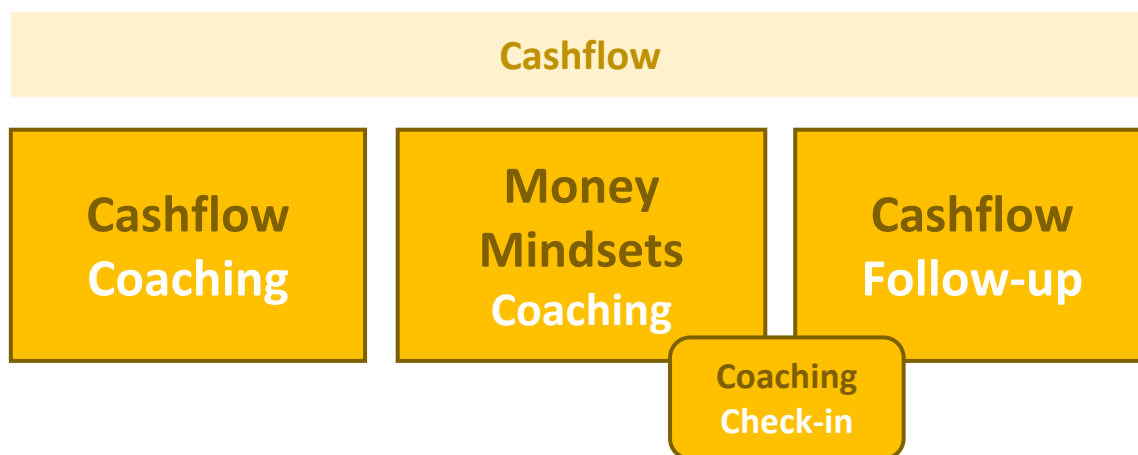 Cashflow
Cashflow
Coaching
Money
Mindsets
Coaching
Cashflow
Follow-up
Coaching
Check-in